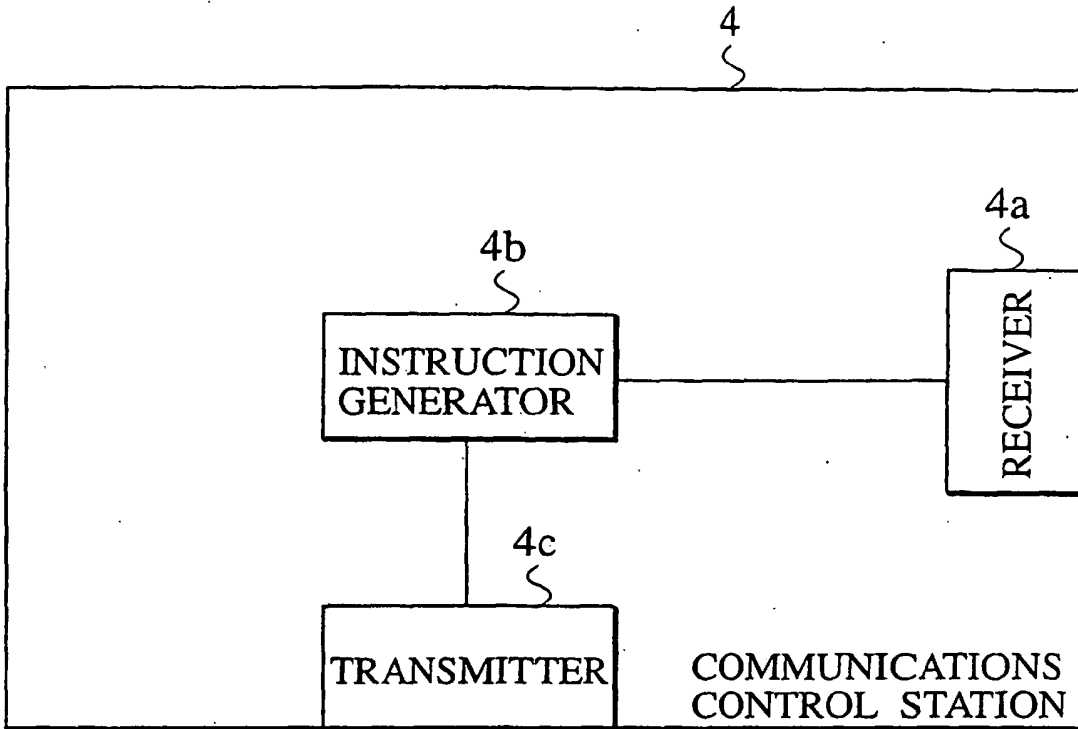 4
4a
4b
RECEIVER
INSTRUCTION
GENERATOR
4c
TRANSMITTER
COMMUNICATIONS
CONTROL STATION